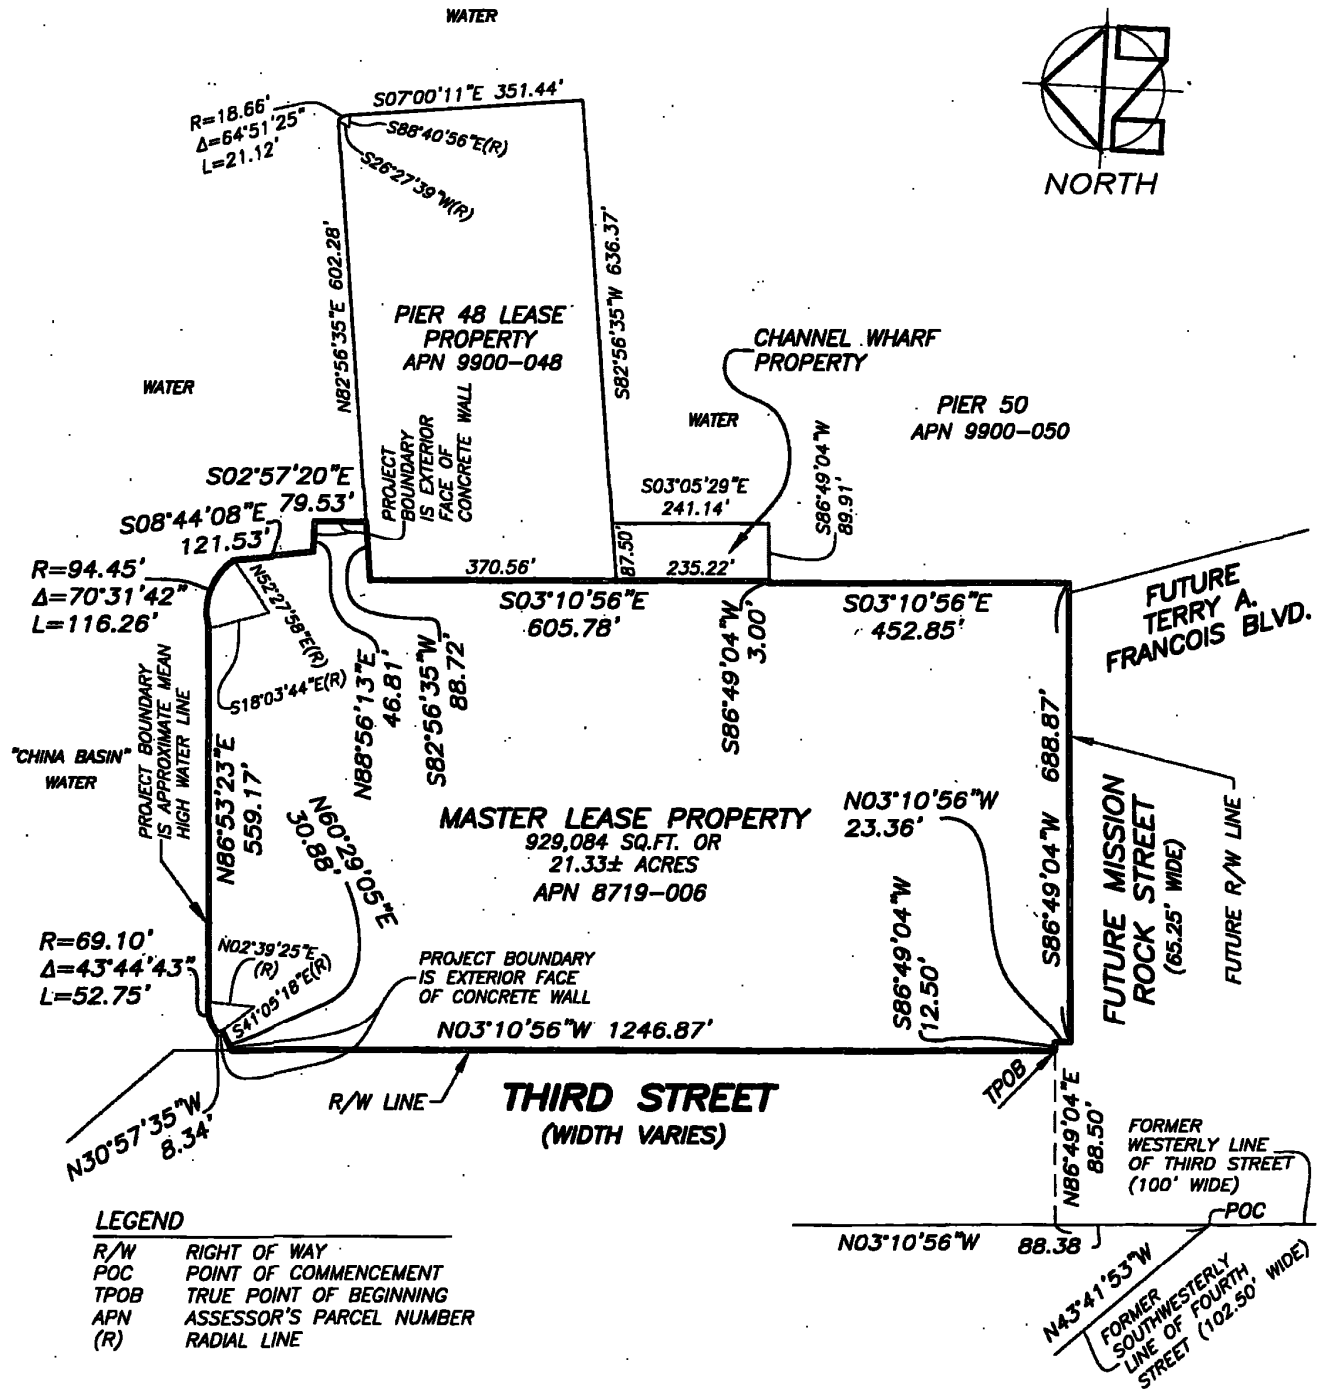 WATER
NORTH
S07°00'11"E 351.44'
R=18.66'
Δ=64°51'25"
L=21.12'
S88°40'56"E(R)
S26°27'39"W(R)
N82°56'35"E 602.28'
S82°56'35"W 636.37'
PIER 48 LEASE
PROPERTY
APN 9900-048
CHANNEL WHARF
PROPERTY
WATER
WATER
PIER 50
APN 9900-050
PROJECT
BOUNDARY
IS EXTERIOR
FACE OF
CONCRETE WALL
S02°57'20"E
79.53'
S08°44'08"E
121.53'
S03°05'29"E
241.14'
S86°49'04"W
89.91'
R=94.45'
Δ=70°31'42"
L=116.26'
370.56'
87.50'
235.22'
N52°27'58"E(R)
S18°03'44"E(R)
S03°10'56"E
605.78'
S03°10'56"E
452.85'
FUTURE
TERRY A.
FRANCOIS BLVD.
N88°56'13"E
46.81'
S82°56'35"W
88.72'
S86°49'04"W
3.00'
S86°49'04"W 688.87'
PROJECT BOUNDARY
IS APPROXIMATE MEAN
HIGH WATER LINE
"CHINA BASIN"
WATER
N86°53'23"E
559.17'
N60°29'05"E
30.88'
MASTER LEASE PROPERTY
929,084 SQ.FT. OR
21.33± ACRES
APN 8719-006
N03°10'56"W
23.36'
S86°49'04"W
12.50'
FUTURE MISSION
ROCK STREET
(65.25' WIDE)
FUTURE R/W LINE
R=69.10'
Δ=43°44'43"
L=52.75'
N02°39'25"E
(R)
S41°05'18"E(R)
PROJECT BOUNDARY
IS EXTERIOR FACE
OF CONCRETE WALL
N03°10'56"W 1246.87'
R/W LINE
THIRD STREET
(WIDTH VARIES)
TPOB
N30°57'35"W
8.34'
N86°49'04"E
88.50'
FORMER
WESTERLY LINE
OF THIRD STREET
(100' WIDE)
POC
N03°10'56"W 88.38
N43°41'53"W
FORMER
SOUTHWESTERLY
LINE OF FOURTH
STREET (102.50' WIDE)
LEGEND
R/W RIGHT OF WAY
POC POINT OF COMMENCEMENT
TPOB TRUE POINT OF BEGINNING
APN ASSESSOR'S PARCEL NUMBER
(R) RADIAL LINE